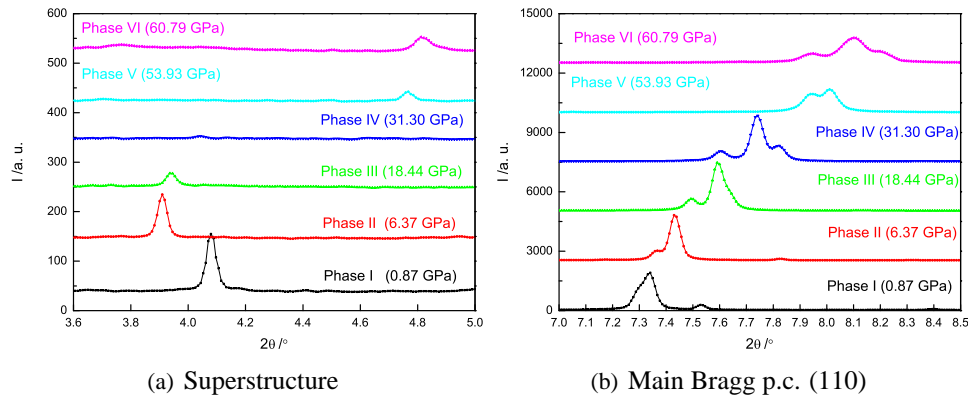 600
500
400
300
200
100
0
I /a. u.
Phase VI (60.79 GPa)
Phase V (53.93 GPa)
Phase IV (31.30 GPa)
Phase III (18.44 GPa)
Phase II (6.37 GPa)
Phase I (0.87 GPa)
3.6 3.8 4.0 4.2 4.4 4.6 4.8 5.0
2θ /°
(a) Superstructure
15000
12000
9000
6000
3000
0
I /a. u.
Phase VI (60.79 GPa)
Phase V (53.93 GPa)
Phase IV (31.30 GPa)
Phase III (18.44 GPa)
Phase II (6.37 GPa)
Phase I (0.87 GPa)
7.0 7.1 7.2 7.3 7.4 7.5 7.6 7.7 7.8 7.9 8.0 8.1 8.2 8.3 8.4 8.5
2θ /°
(b) Main Bragg p.c. (110)